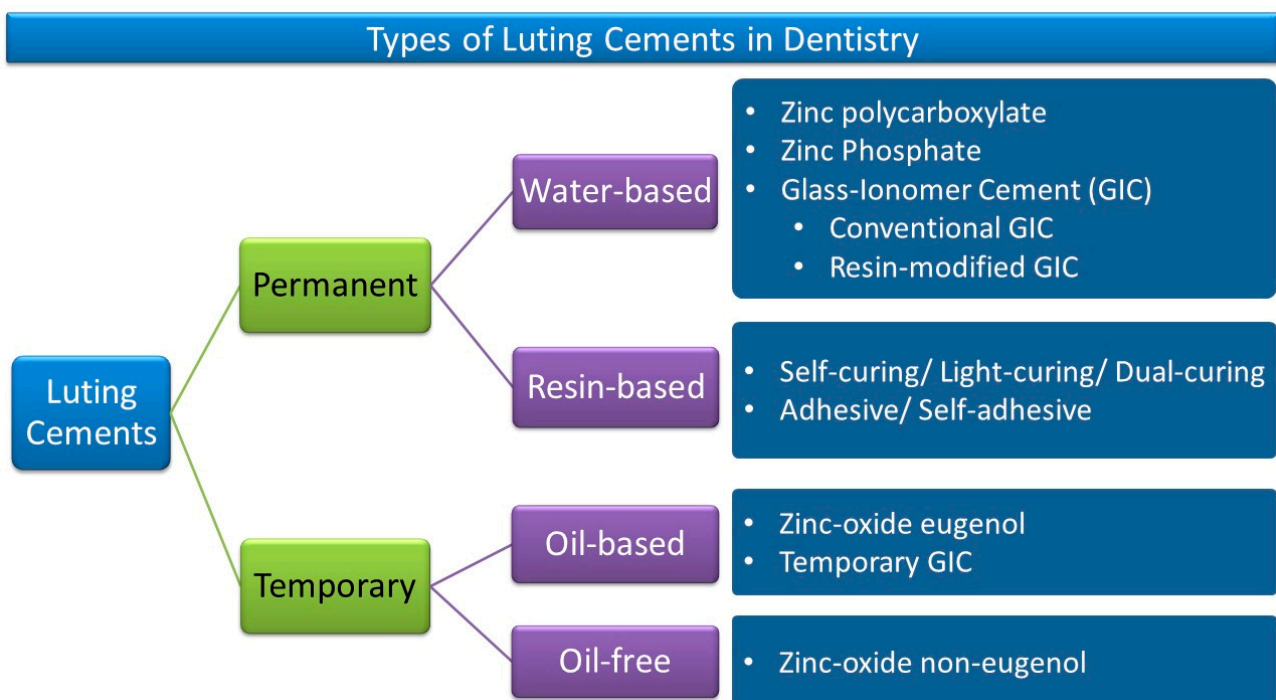 Types of Luting Cements in Dentistry
Luting
Cements
Permanent
Water-based
• Zinc polycarboxylate
• Zinc Phosphate
• Glass-Ionomer Cement (GIC)
• Conventional GIC
• Resin-modified GIC
Resin-based
• Self-curing/ Light-curing/ Dual-curing
• Adhesive/ Self-adhesive
Temporary
Oil-based
• Zinc-oxide eugenol
• Temporary GIC
Oil-free
• Zinc-oxide non-eugenol